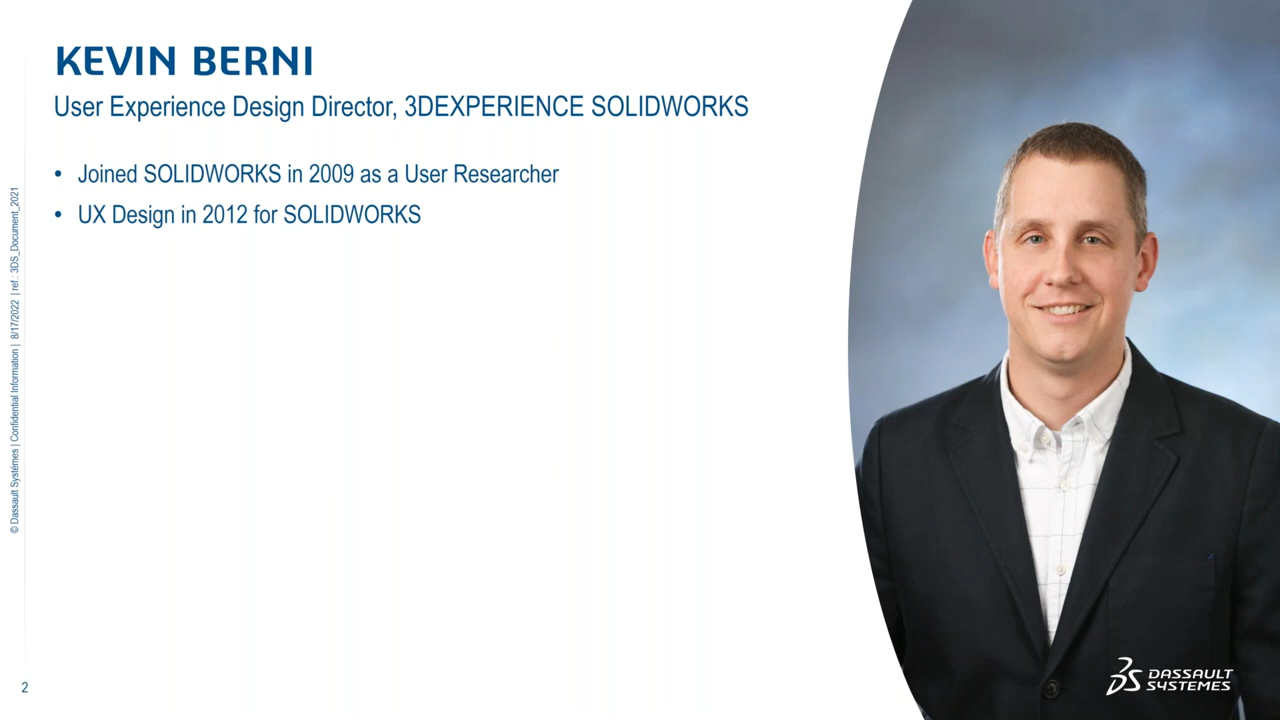 KEVIN BERNI
User Experience Design Director, 3DEXPERIENCE SOLIDWORKS
• Joined SOLIDWORKS in 2009 as a User Researcher
• UX Design in 2012 for SOLIDWORKS
© Dassault Systèmes | Confidential Information | 8/17/2022 | ref.: 3DS_Document_2021
2
DASSAULT
SYSTEMES